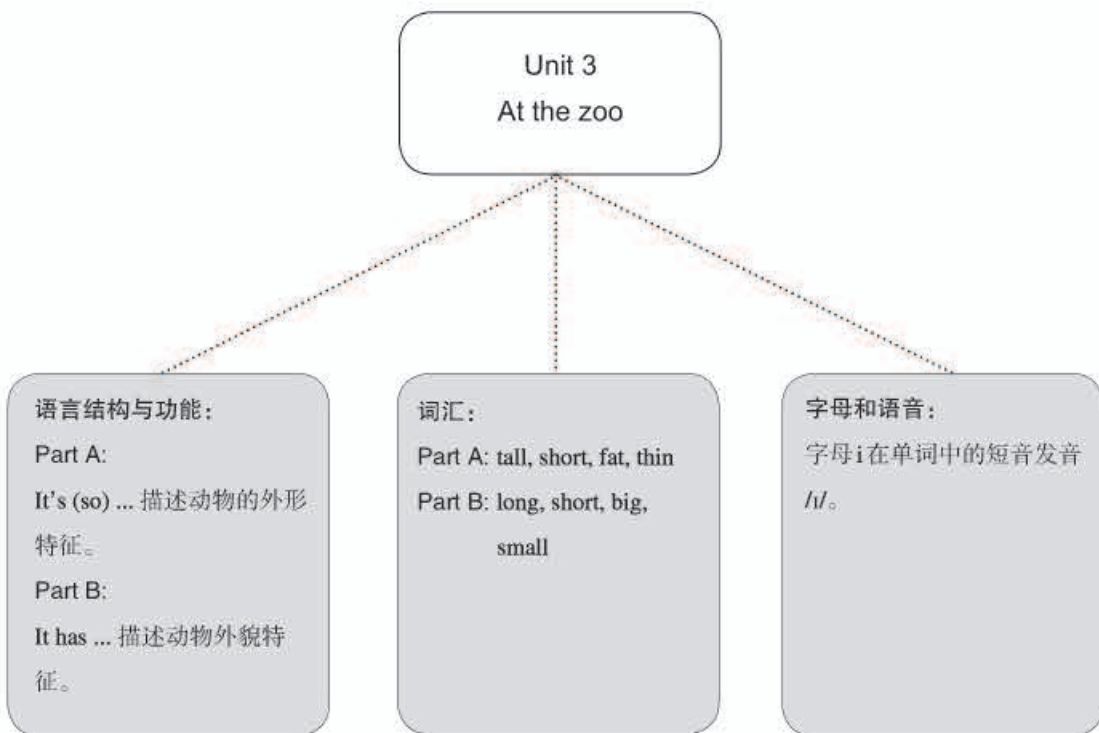 Unit 3
At the zoo
语言结构与功能：
Part A:
It's (so) ... 描述动物的外形
特征。
Part B:
It has ... 描述动物外貌特
征。
词汇：
Part A: tall, short, fat, thin
Part B: long, short, big,
small
字母和语音：
字母i在单词中的短音发音
/ɪ/。